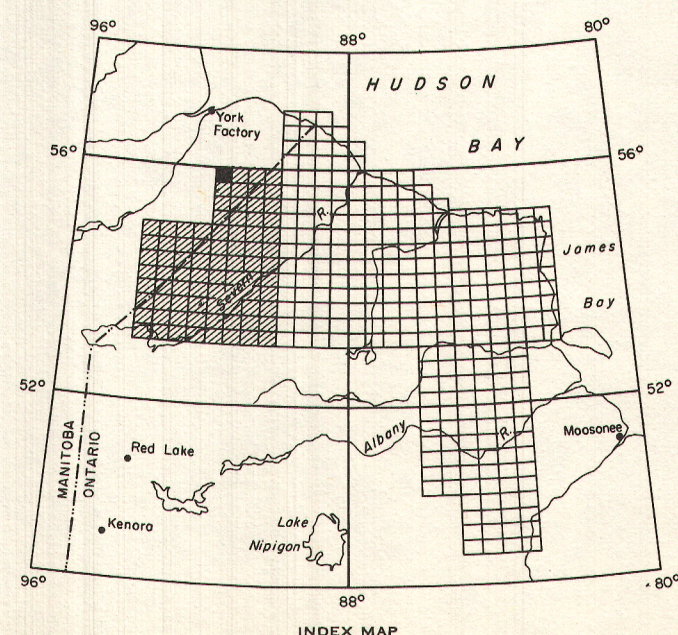 96°
88°
80°
HUDSON
BAY
York
Factory
56°
56°
R.
James
Bay
Severn
52°
52°
MANITOBA
ONTARIO
Red Lake
Albany
R.
Moosonee
Kenora
Lake
Nipigon
96°
88°
80°
INDEX MAP